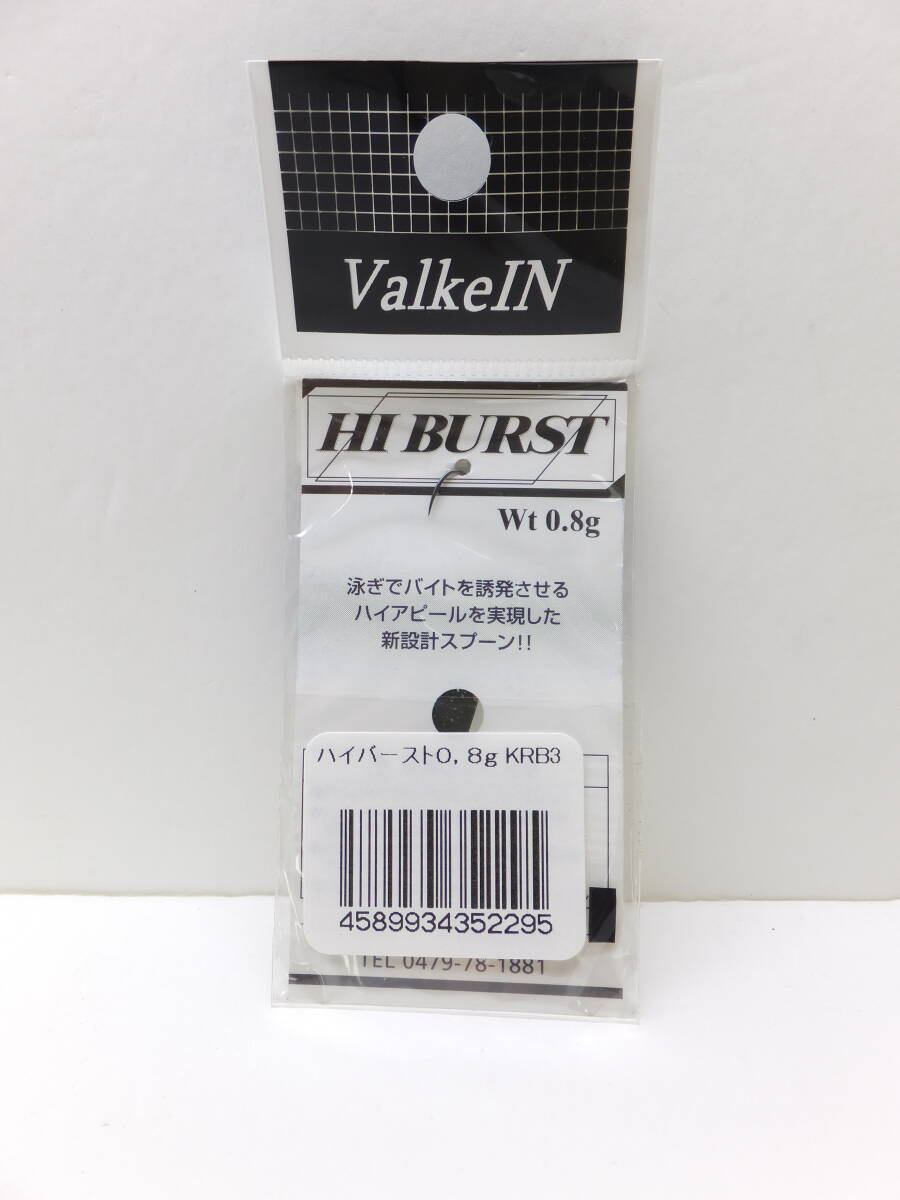 ValkeIN
HI BURST
Wt 0.8g
泳ぎでバイトを誘発させる
ハイアピールを実現した
新設計スプーン!!
ハイバースト0, 8g KRB3
4589934352295
TEL 0479-78-1881